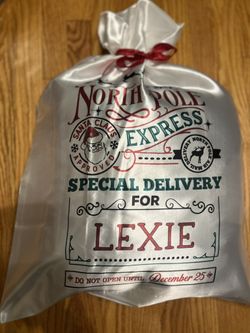 NORTH POLE
EXPRESS
SANTA CLAUS
APPROVED
SPECIAL DELIVERY
FOR
LEXIE
DO NOT OPEN UNTIL December 25